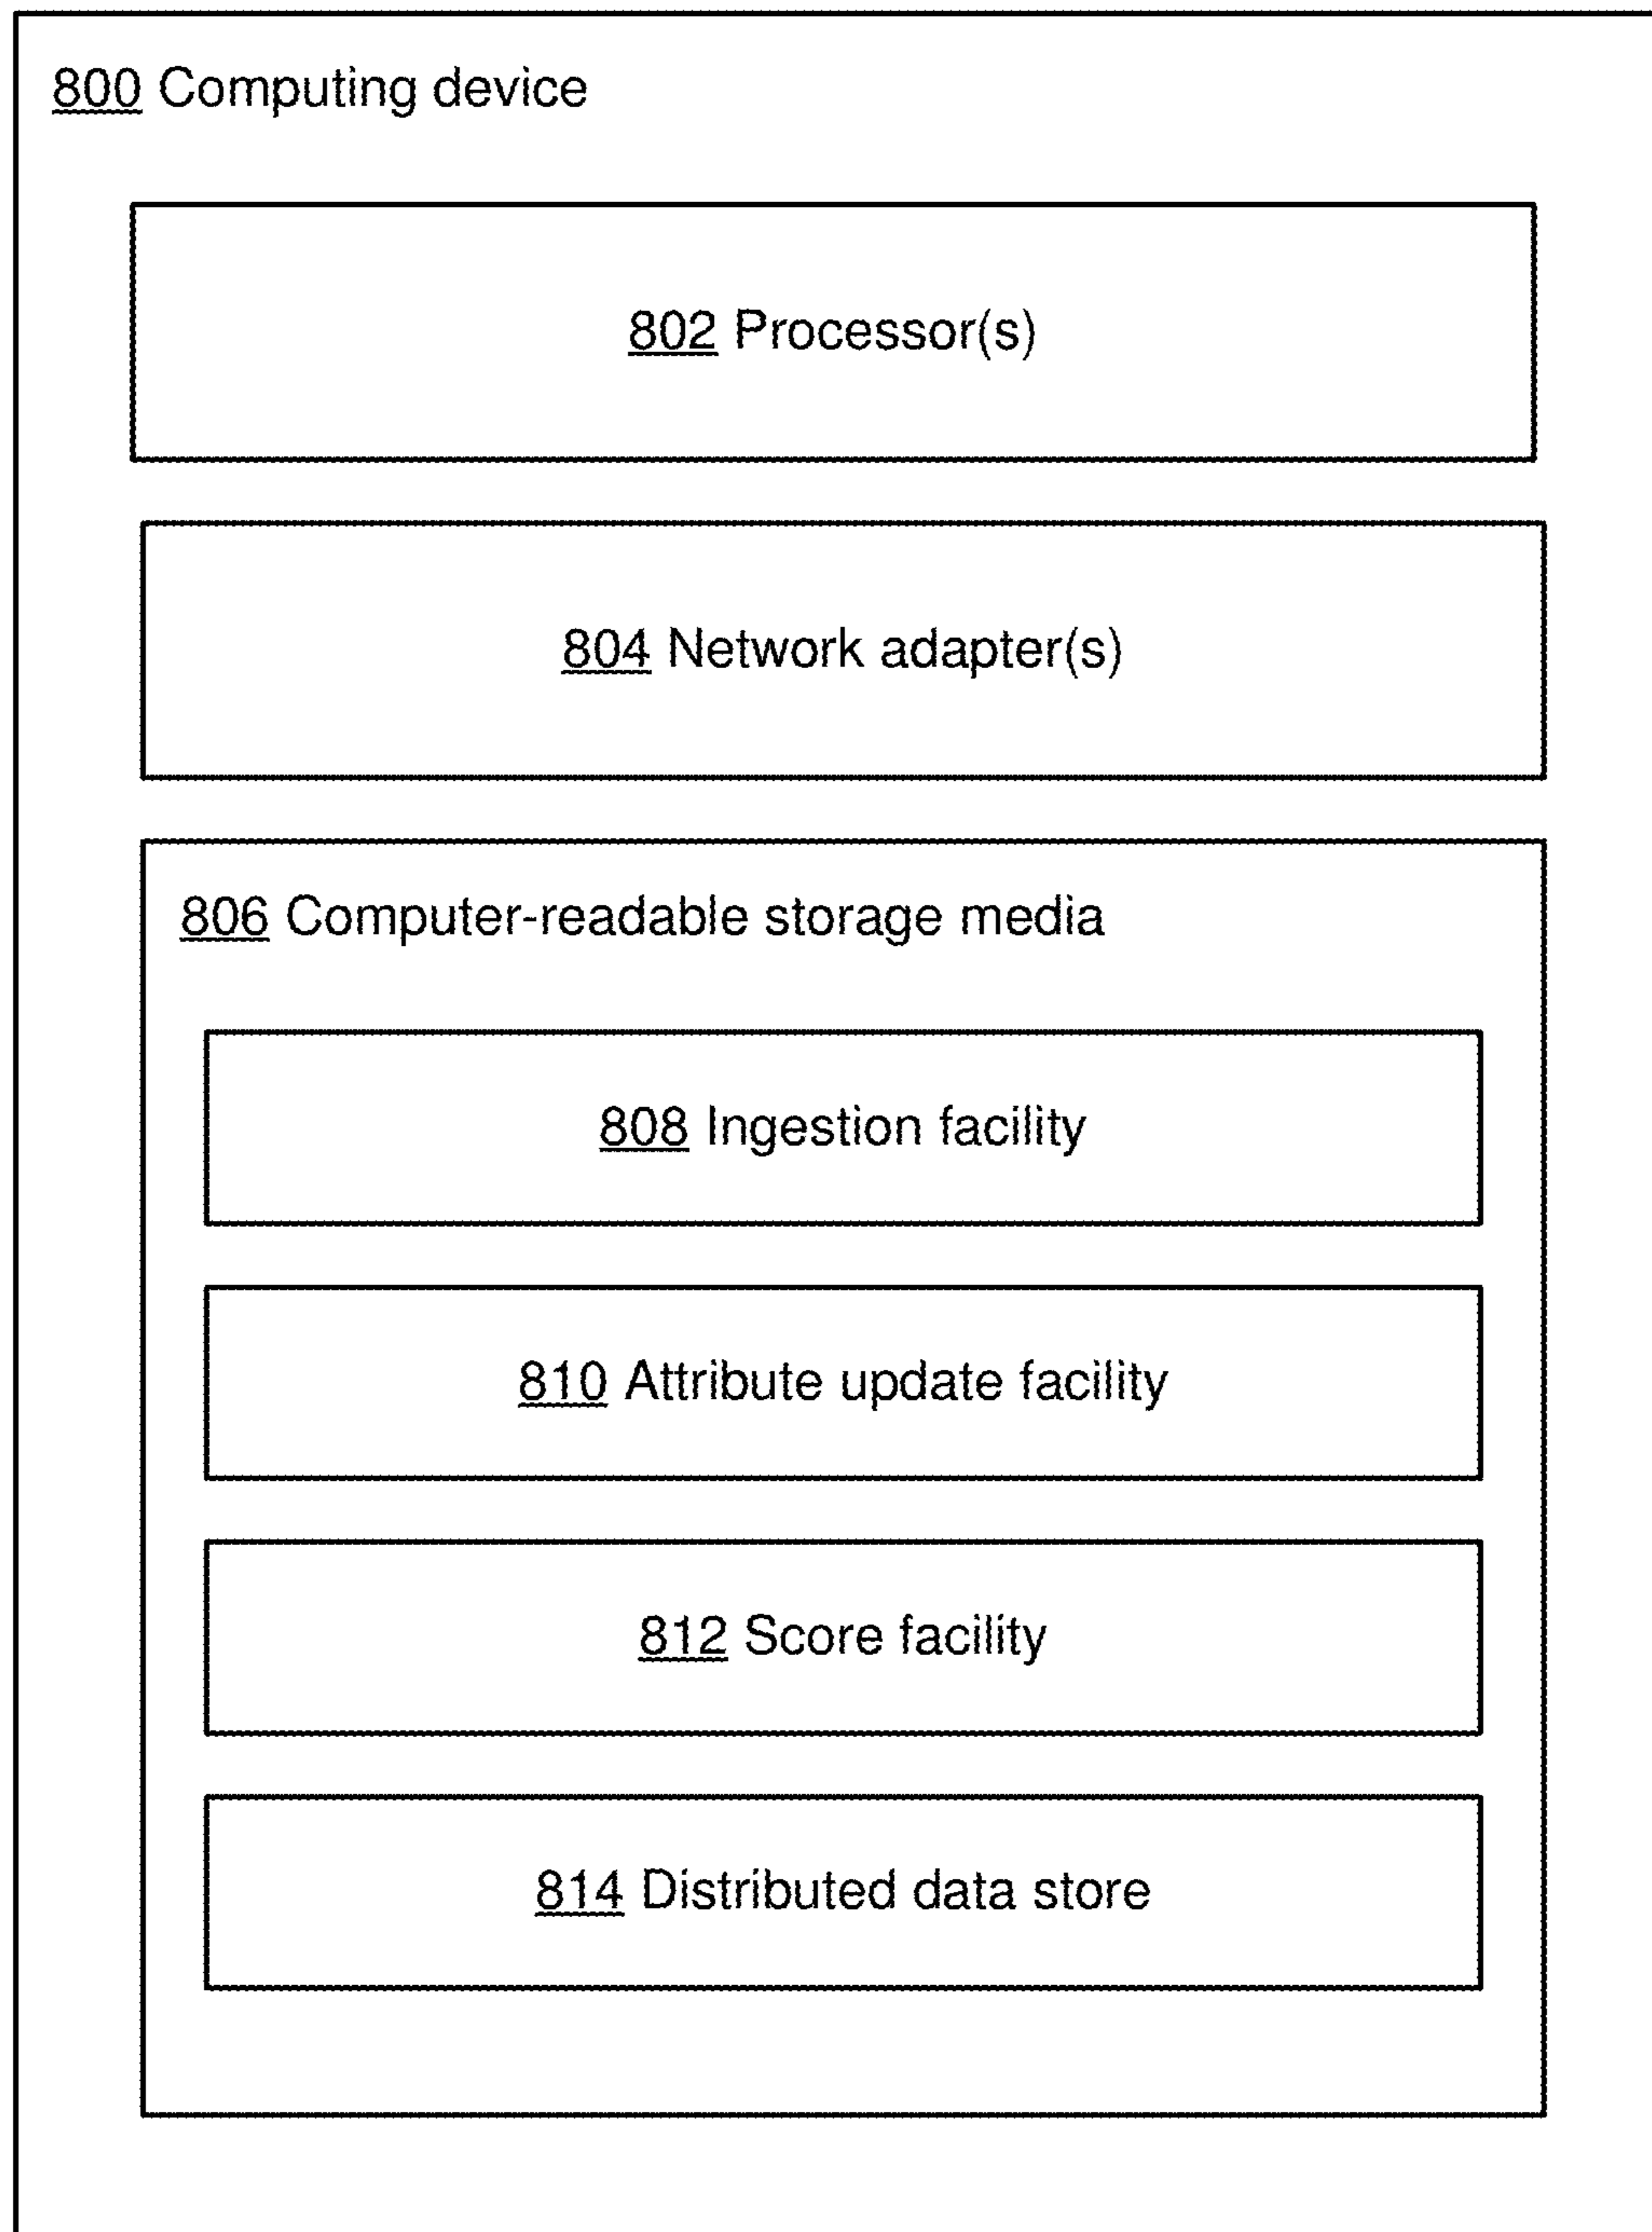 800 Computing device
802 Processor(s)
804 Network adapter(s)
806 Computer-readable storage media
808 Ingestion facility
810 Attribute update facility
812 Score facility
814 Distributed data store